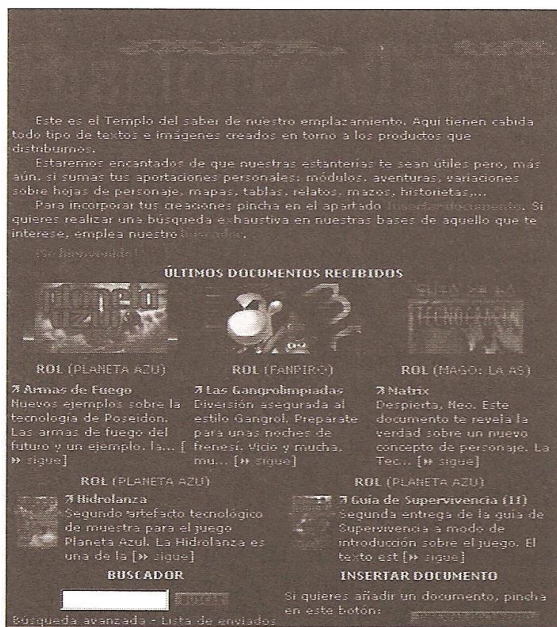 Este es el Templo del saber de nuestro emplazamiento. Aquí tienen cabida
todo tipo de textos e imágenes creados en torno a los productos que
distribuimos.
Estaremos encantados de que nuestras estanterías te sean útiles pero, más
aún, si sumas tus aportaciones personales: módulos, aventuras, variaciones
sobre hojas de personaje, mapas, tablas, relatos, mazos, historietas,...
Para incorporar tus creaciones pincha en el apartado insertar documento. Si
quieres realizar una búsqueda exhaustiva en nuestras bases de aquello que te
interese, emplea nuestro buscador.
¡Se bienvenido!
ÚLTIMOS DOCUMENTOS RECIBIDOS
planeta
azul
ROL (PLANETA AZU)
Armas de Fuego
Nuevos ejemplos sobre la
tecnología de Poseidon.
Las armas de fuego del
futuro y un ejemplo, la... [
» sigue]
ROL (FANPIRO)
Las Gangrolimpiadas
Diversión asegurada al
estilo Gangrol. Preparate
para unas noches de
frenesí. Vicio y mucha,
mu... [» sigue]
GUIA DE LA
TECNOCRACIA
ROL (MAGO: LA AS)
Matrix
Despierta, Neo. Este
documento te revela la
verdad sobre un nuevo
concepto de personaje. La
Tec... [» sigue]
ROL (PLANETA AZU)
Hidrolanza
Segundo artefacto tecnológico
de muestra para el juego
Planeta Azul. La Hidrolanza es
una de la [» sigue]
ROL (PLANETA AZU)
Guía de Supervivencia (II)
Segunda entrega de la guía de
Supervivencia a modo de
introducción sobre el juego. El
texto est [» sigue]
BUSCADOR
BUSCAR
Búsqueda avanzada - Lista de enviados
INSERTAR DOCUMENTO
Si quieres añadir un documento, pincha
en este botón: